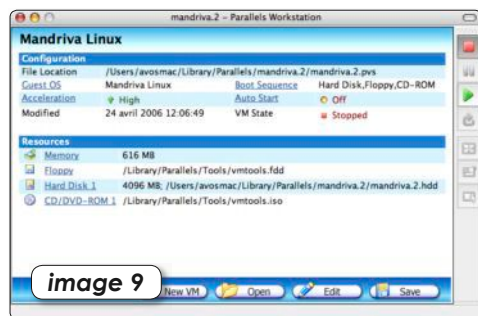 mandriva.2 - Parallels Workstation
Mandriva Linux
Configuration
File Location /Users/avosmac/Library/Parallels/mandriva.2/mandriva.2.pvs
Guest OS Mandriva Linux Boot Sequence Hard Disk,Floppy,CD-ROM
Acceleration High Auto Start Off
Modified 24 avril 2006 12:06:49 VM State Stopped
Resources
Memory 616 MB
Floppy /Library/Parallels/Tools/vmtools.fdd
Hard Disk 1 4096 MB; /Users/avosmac/Library/Parallels/mandriva.2/mandriva.2.hdd
CD/DVD-ROM 1 /Library/Parallels/Tools/vmtools.iso
image 9
New VM Open Edit Save